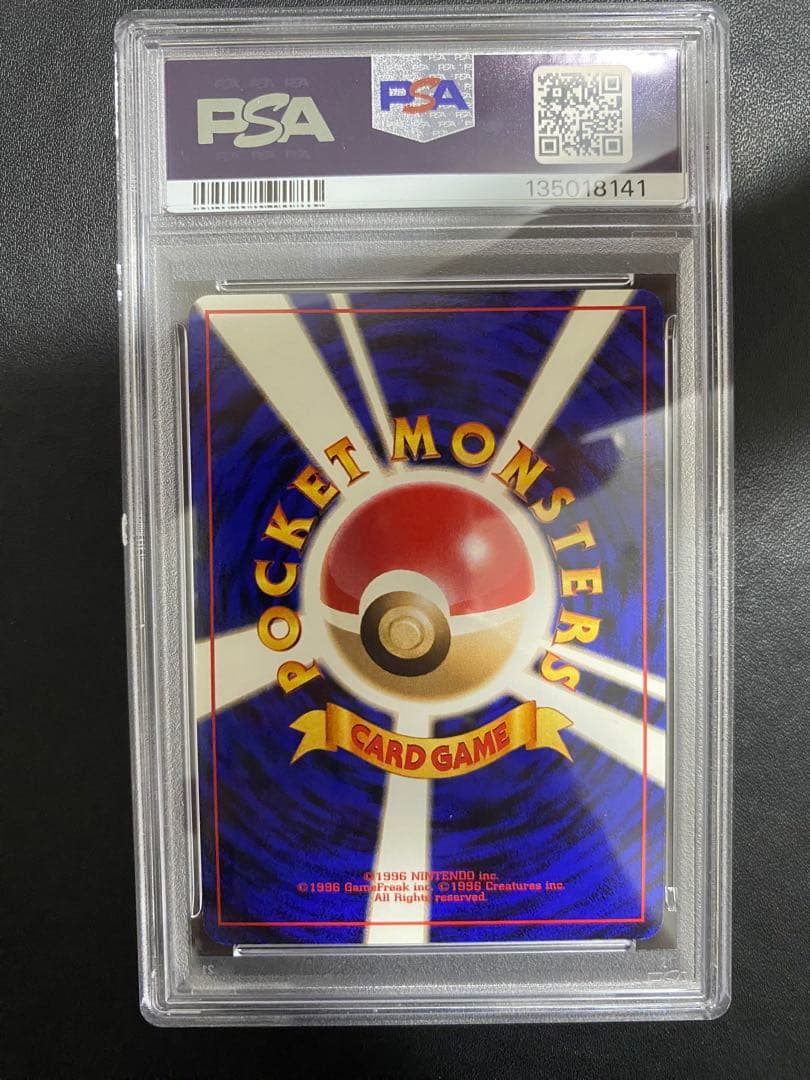 PSA
PSA
135018141
POCKET MONSTERS
CARD GAME
©1996 NINTENDO inc.
©1996 GameFreak inc. ©1996 Creatures inc.
All Rights reserved.